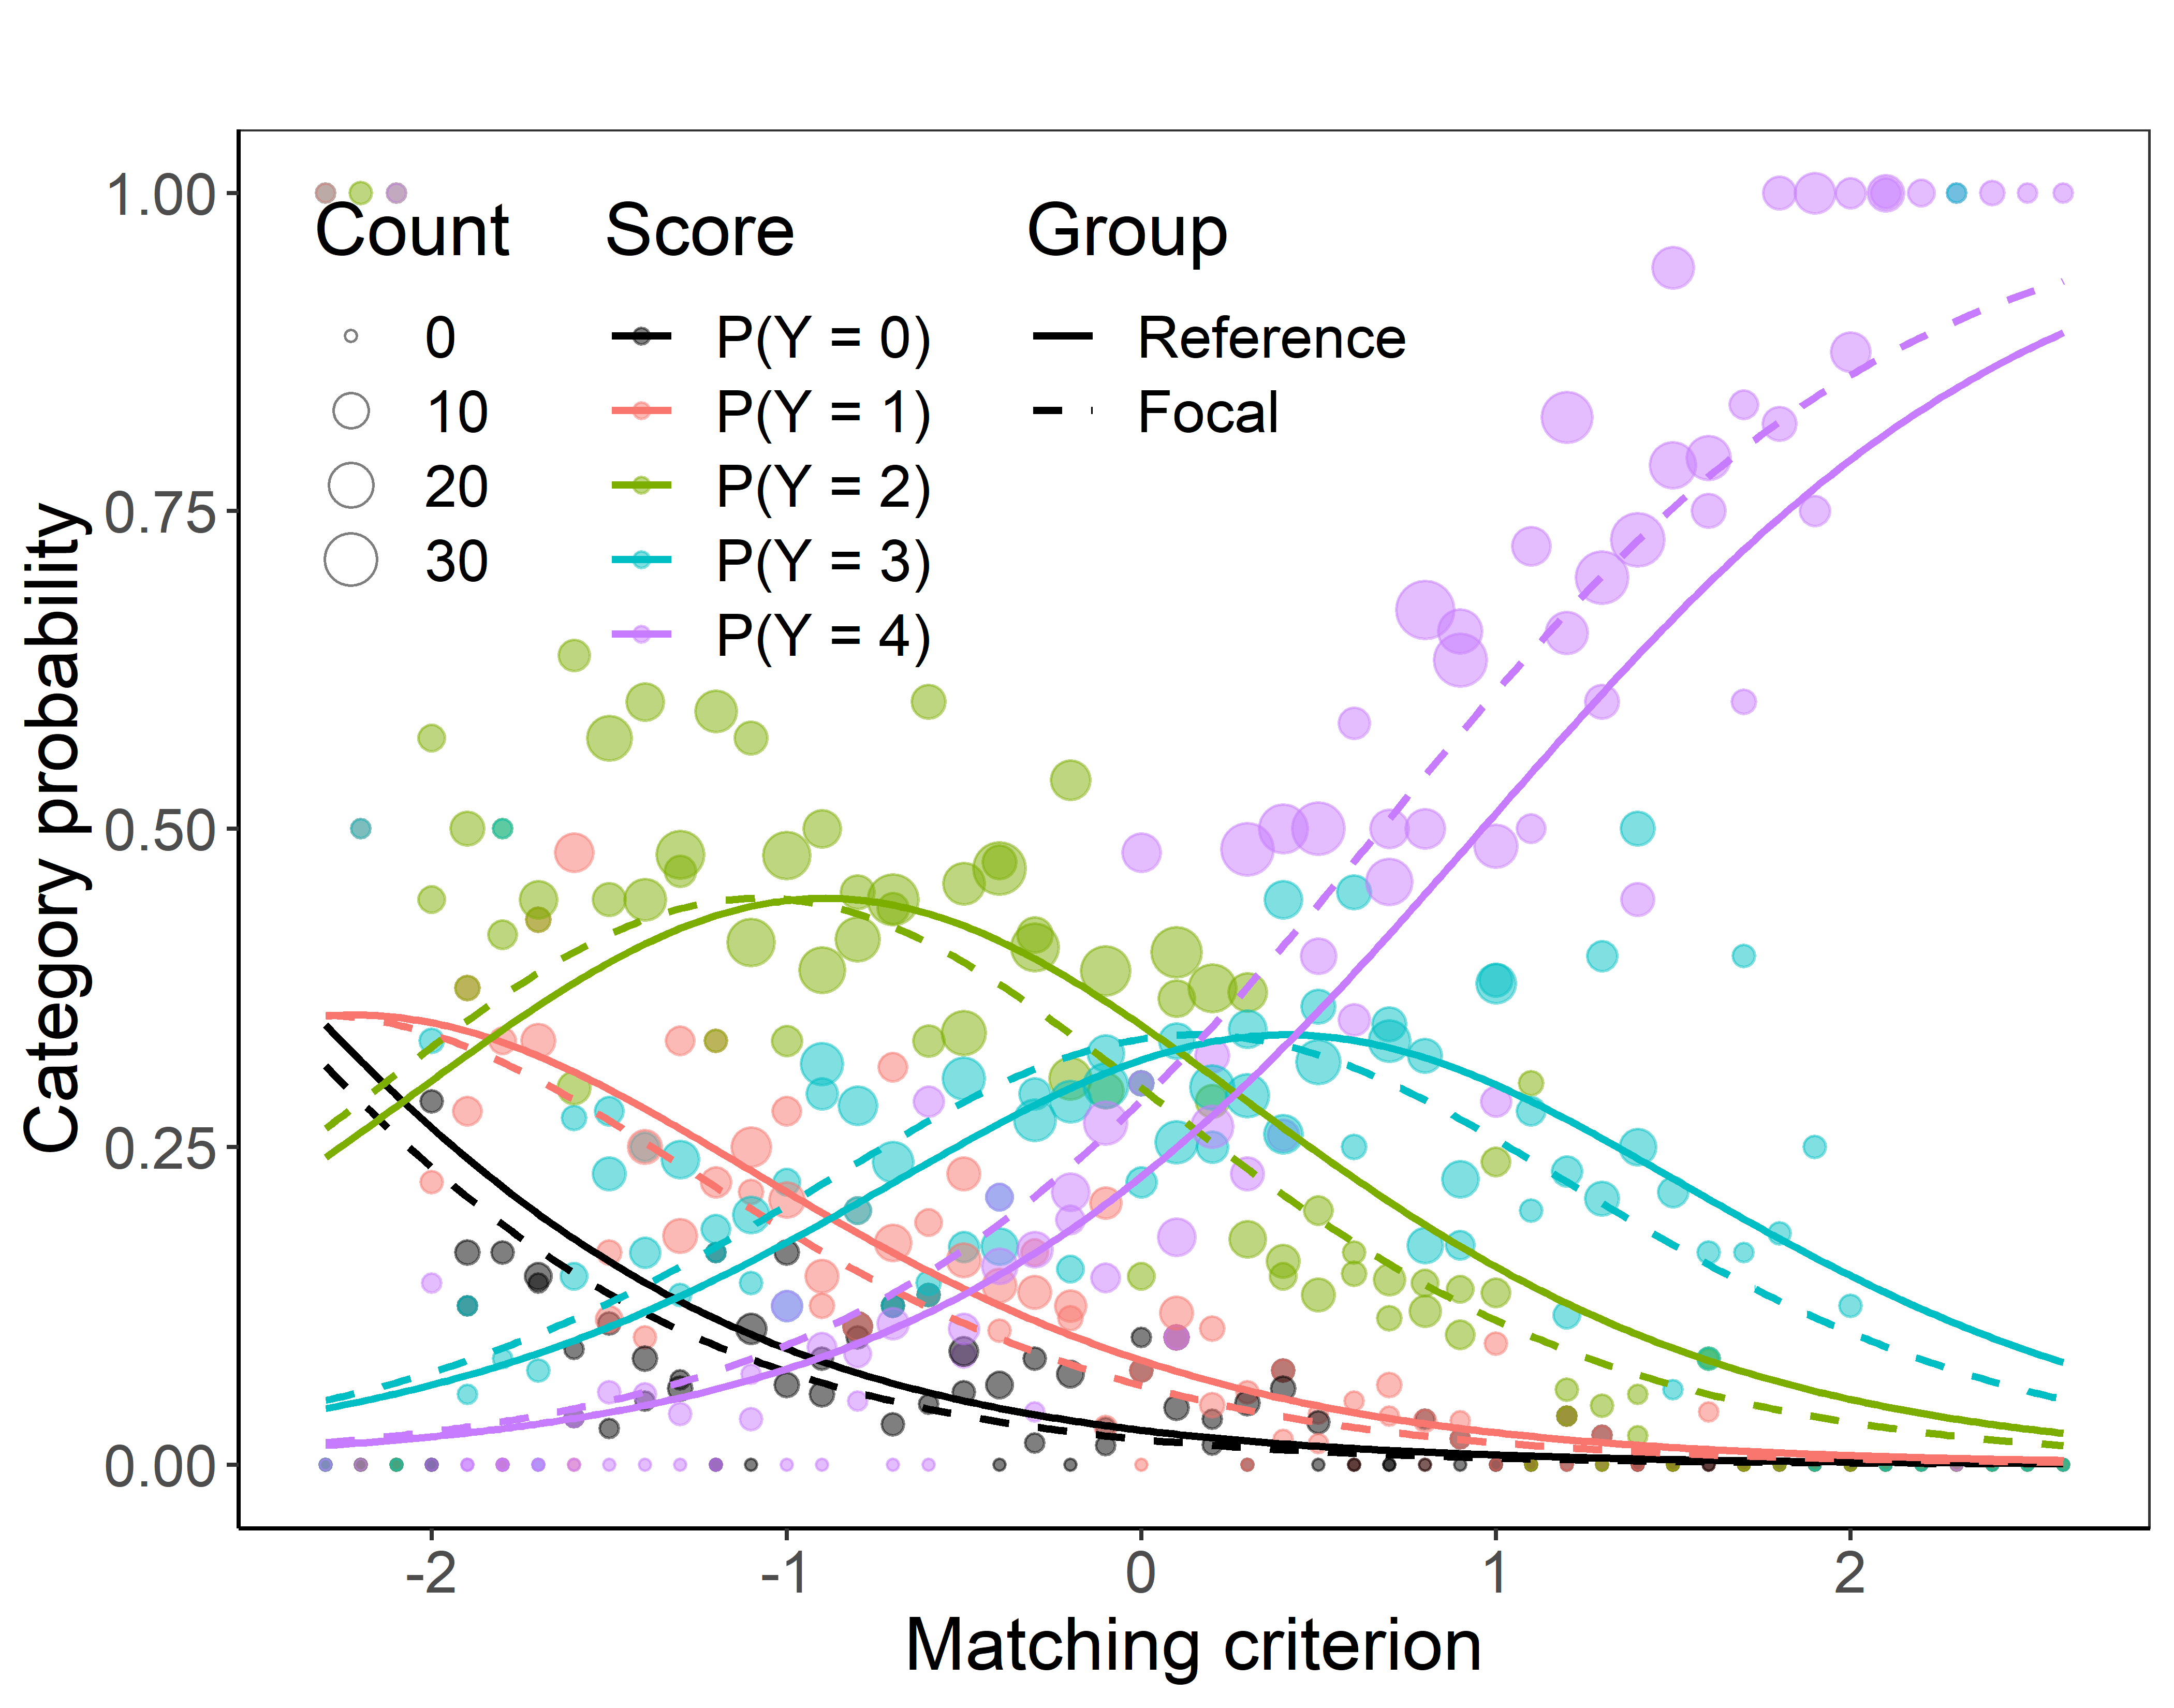 Count Score Group
0 P(Y = 0) Reference
10 P(Y = 1) Focal
20 P(Y = 2)
30 P(Y = 3)
P(Y = 4)
Category probability
1.00
0.75
0.50
0.25
0.00
-2 -1 0 1 2
Matching criterion